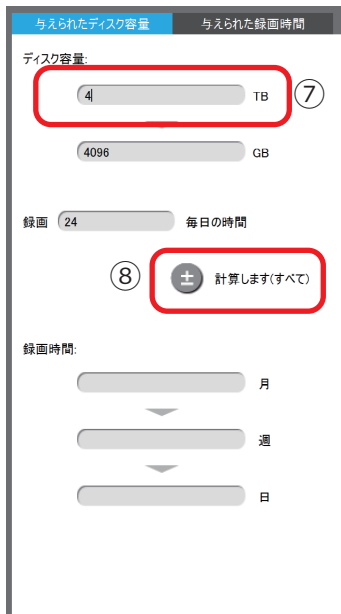 与えられたディスク容量 与えられた録画時間
ディスク容量:
4 TB ⑦
4096 GB
録画 24 毎日の時間
⑧ ± 計算します(すべて)
録画時間:
月
週
日